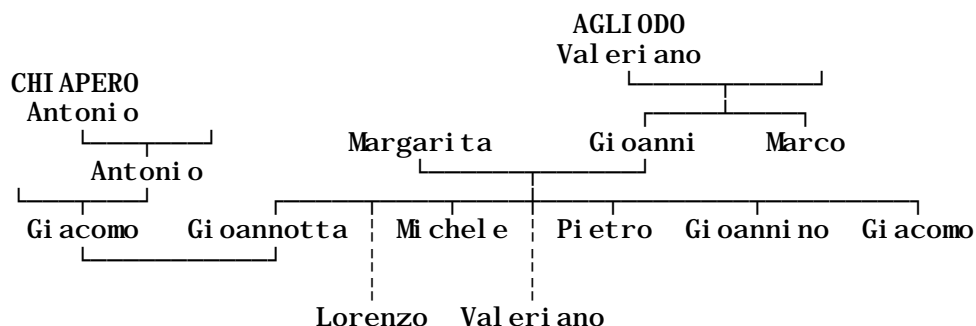 AGLIODO
Valeriano
CHIAPERO
Antonio
Margarita Gioanni Marco
Antonio
Giacomo Gioannotta Michele Pietro Gioannino Giacomo
Lorenzo Valeriano